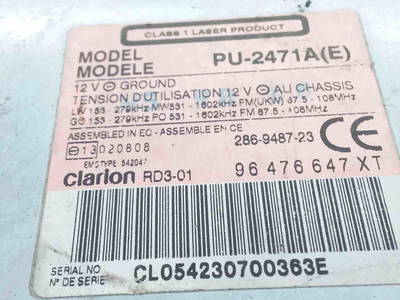 CLASS 1 LASER PRODUCT
MODEL PU-2471A(E)
MODELE
12 V ⊖ GROUND
TENSION D'UTILISATION 12 V ⊖ AU CHASSIS
LW 153 - 279kHz MW531 - 1602kHz FM(UKW) 87.5 - 108MHz
GO 153 - 279kHz PO 531 - 1602kHz FM 87.5 - 108MHz
ASSEMBLED IN EC - ASSEMBLE EN CE
286-9487-23
e 13 020808
EMSTYPE 54204
Clarion RD3-01 96 476 647 XT
SERIAL NO
N° DE SERIE CL054230700363E